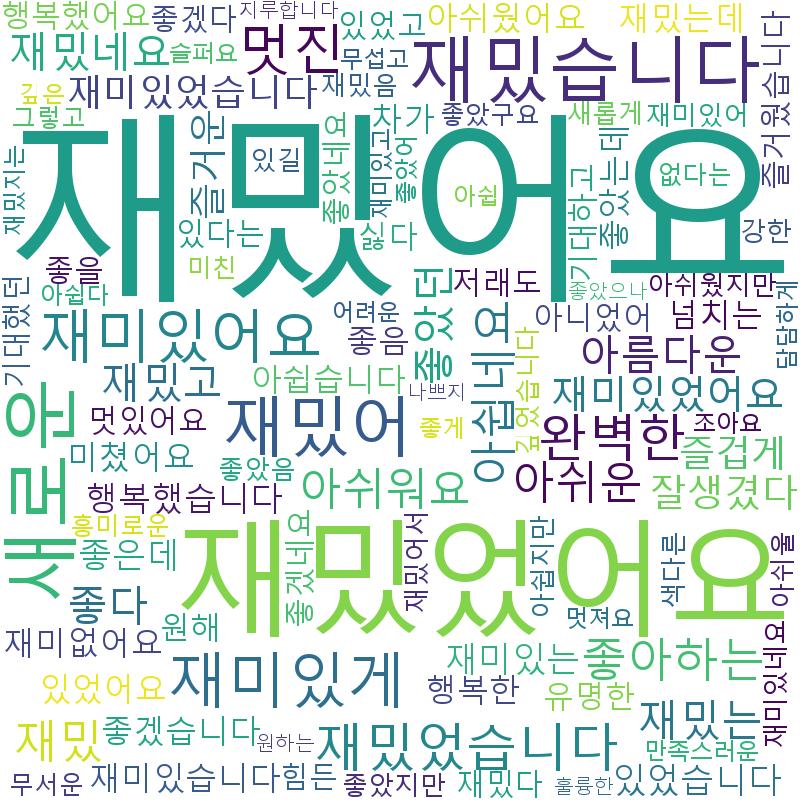 행복했어요
좋겠다
지루합니다
있었고
아쉬웠어요
재밌는데
재밌네요
슬퍼요
멋진
무섭고
재밌습니다
즐거웠습니다
깊은
재미있었습니다
재밌음
그렇고
차가
좋았구요
새롭게
재미있어
재밌어요
재밌지는
즐거운
있길
좋았네요
재미있고
좋았어
아쉽
기대하고
좋았는데
없다는
있다는
싫다
강한
미친
좋을
저래도
아쉬웠지만
아쉽다
기대했던
좋았던
좋았으나
담담하게
어려운
재미있어요
좋음
아쉽네요
아니었어
넘치는
깊었습니다
아름다운
재밌고
아쉽습니다
나쁘지
재미있었어요
새로운
멋있어요
재밌어
좋게
완벽한
조아요
미쳤어요
좋았음
즐겁게
행복했습니다
아쉬워요
아쉬운
잘생겼다
흥미로운
좋은데
좋겠네요
재밌었어요
재밌어서
아쉽지만
색다른
아쉬울
좋다
원해
멋져요
재미없어요
재미있게
재미있는
좋아하는
재미있네요
있었어요
행복한
유명한
재밌
좋겠습니다
원하는
재밌었습니다
재밌는
만족스러운
무서운
재미있습니다
힘든
좋았지만
재밌다
훌륭한
있었습니다